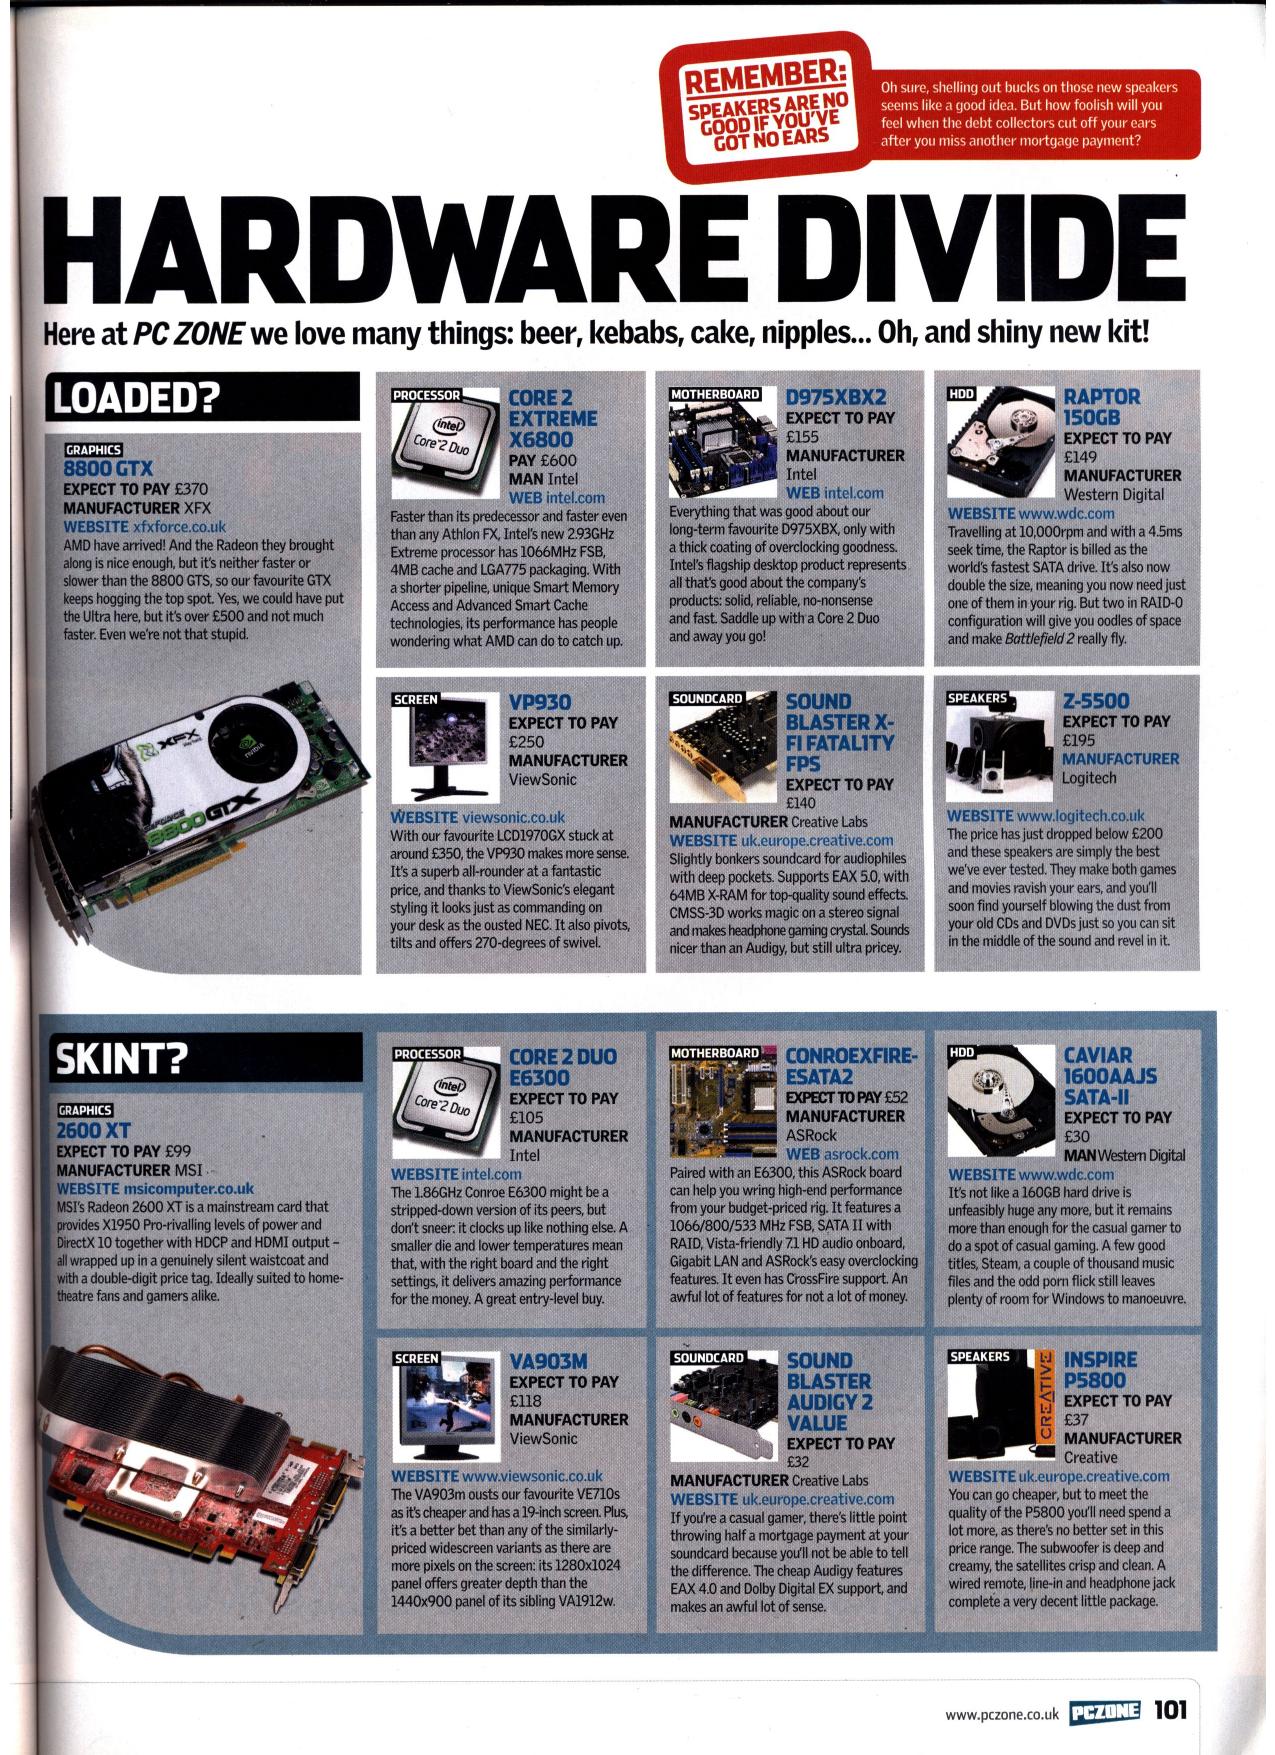 REMEMBER:
SPEAKERS ARE NO
GOOD IF YOU'VE
GOT NO EARS
Oh sure, shelling out bucks on those new speakers
seems like a good idea. But how foolish will you
feel when the debt collectors cut off your ears
after you miss another mortgage payment?
HARDWARE DIVIDE
Here at PC ZONE we love many things: beer, kebabs, cake, nipples... Oh, and shiny new kit!
LOADED?
GRAPHICS
8800 GTX
EXPECT TO PAY £370
MANUFACTURER XFX
WEBSITE xfxforce.co.uk
AMD have arrived! And the Radeon they brought
along is nice enough, but it's neither faster or
slower than the 8800 GTS, so our favourite GTX
keeps hogging the top spot. Yes, we could have put
the Ultra here, but it's over £500 and not much
faster. Even we're not that stupid.
XFX
nVIDIA
GEFORCE
8800GTX
PROCESSOR
intel
Core™2 Duo
CORE 2
EXTREME
X6800
PAY £600
MAN Intel
WEB intel.com
Faster than its predecessor and faster even
than any Athlon FX, Intel's new 2.93GHz
Extreme processor has 1066MHz FSB,
4MB cache and LGA775 packaging. With
a shorter pipeline, unique Smart Memory
Access and Advanced Smart Cache
technologies, its performance has people
wondering what AMD can do to catch up.
MOTHERBOARD
D975XBX2
EXPECT TO PAY
£155
MANUFACTURER
Intel
WEB intel.com
Everything that was good about our
long-term favourite D975XBX, only with
a thick coating of overclocking goodness.
Intel's flagship desktop product represents
all that's good about the company's
products: solid, reliable, no-nonsense
and fast. Saddle up with a Core 2 Duo
and away you go!
HDD
RAPTOR
150GB
EXPECT TO PAY
£149
MANUFACTURER
Western Digital
WEBSITE www.wdc.com
Travelling at 10,000rpm and with a 4.5ms
seek time, the Raptor is billed as the
world's fastest SATA drive. It's also now
double the size, meaning you now need just
one of them in your rig. But two in RAID-0
configuration will give you oodles of space
and make Battlefield 2 really fly.
SCREEN
VP930
EXPECT TO PAY
£250
MANUFACTURER
ViewSonic
WEBSITE viewsonic.co.uk
With our favourite LCD1970GX stuck at
around £350, the VP930 makes more sense.
It's a superb all-rounder at a fantastic
price, and thanks to ViewSonic's elegant
styling it looks just as commanding on
your desk as the ousted NEC. It also pivots,
tilts and offers 270-degrees of swivel.
SOUNDCARD
SOUND
BLASTER X-
FI FATAL1TY
FPS
EXPECT TO PAY
£140
MANUFACTURER Creative Labs
WEBSITE uk.europe.creative.com
Slightly bonkers soundcard for audiophiles
with deep pockets. Supports EAX 5.0, with
64MB X-RAM for top-quality sound effects.
CMSS-3D works magic on a stereo signal
and makes headphone gaming crystal. Sounds
nicer than an Audigy, but still ultra pricey.
SPEAKERS
Z-5500
EXPECT TO PAY
£195
MANUFACTURER
Logitech
WEBSITE www.logitech.co.uk
The price has just dropped below £200
and these speakers are simply the best
we've ever tested. They make both games
and movies ravish your ears, and you'll
soon find yourself blowing the dust from
your old CDs and DVDs just so you can sit
in the middle of the sound and revel in it.
SKINT?
GRAPHICS
2600 XT
EXPECT TO PAY £99
MANUFACTURER MSI
WEBSITE msicomputer.co.uk
MSI's Radeon 2600 XT is a mainstream card that
provides X1950 Pro-rivalling levels of power and
DirectX 10 together with HDCP and HDMI output –
all wrapped up in a genuinely silent waistcoat and
with a double-digit price tag. Ideally suited to home-
theatre fans and gamers alike.
PROCESSOR
intel
Core™2 Duo
CORE 2 DUO
E6300
EXPECT TO PAY
£105
MANUFACTURER
Intel
WEBSITE intel.com
The 1.86GHz Conroe E6300 might be a
stripped-down version of its peers, but
don't sneer: it clocks up like nothing else. A
smaller die and lower temperatures mean
that, with the right board and the right
settings, it delivers amazing performance
for the money. A great entry-level buy.
MOTHERBOARD
CONROEXFIRE-
ESATA2
EXPECT TO PAY £52
MANUFACTURER
ASRock
WEB asrock.com
Paired with an E6300, this ASRock board
can help you wring high-end performance
from your budget-priced rig. It features a
1066/800/533 MHz FSB, SATA II with
RAID, Vista-friendly 7.1 HD audio onboard,
Gigabit LAN and ASRock's easy overclocking
features. It even has CrossFire support. An
awful lot of features for not a lot of money.
HDD
CAVIAR
1600AAJS
SATA-II
EXPECT TO PAY
£30
MAN Western Digital
WEBSITE www.wdc.com
It's not like a 160GB hard drive is
unfeasibly huge any more, but it remains
more than enough for the casual gamer to
do a spot of casual gaming. A few good
titles, Steam, a couple of thousand music
files and the odd porn flick still leaves
plenty of room for Windows to manoeuvre.
SCREEN
VA903M
EXPECT TO PAY
£118
MANUFACTURER
ViewSonic
WEBSITE www.viewsonic.co.uk
The VA903m ousts our favourite VE710s
as it's cheaper and has a 19-inch screen. Plus,
it's a better bet than any of the similarly-
priced widescreen variants as there are
more pixels on the screen: its 1280x1024
panel offers greater depth than the
1440x900 panel of its sibling VA1912w.
SOUNDCARD
SOUND
BLASTER
AUDIGY 2
VALUE
EXPECT TO PAY
£32
MANUFACTURER Creative Labs
WEBSITE uk.europe.creative.com
If you're a casual gamer, there's little point
throwing half a mortgage payment at your
soundcard because you'll not be able to tell
the difference. The cheap Audigy features
EAX 4.0 and Dolby Digital EX support, and
makes an awful lot of sense.
SPEAKERS
CREATIVE
INSPIRE
P5800
EXPECT TO PAY
£37
MANUFACTURER
Creative
WEBSITE uk.europe.creative.com
You can go cheaper, but to meet the
quality of the P5800 you'll need spend a
lot more, as there's no better set in this
price range. The subwoofer is deep and
creamy, the satellites crisp and clean. A
wired remote, line-in and headphone jack
complete a very decent little package.
www.pczone.co.uk PCZONE 101